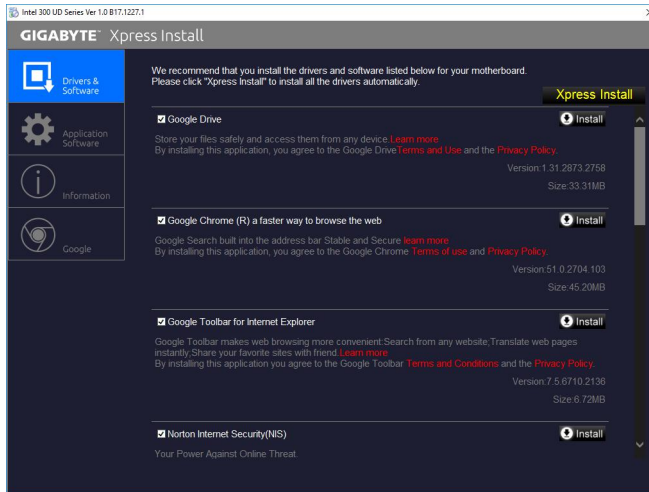 Intel 300 UD Series Ver 1.0 B17.1227.1
GIGABYTE™ Xpress Install
Drivers &
Software
Application
Software
Information
Google
We recommend that you install the drivers and software listed below for your motherboard.
Please click "Xpress Install" to install all the drivers automatically.
Xpress Install
Google Drive
Install
Store your files safely and access them from any device.Learn more
By installing this application, you agree to the Google DriveTerms and Use and the Privacy Policy.
Version:1.31.2873.2758
Size:33.31MB
Google Chrome (R) a faster way to browse the web
Install
Google Search built into the address bar Stable and Secure learn more
By installing this application, you agree to the Google Chrome Terms of use and Privacy Policy.
Version:51.0.2704.103
Size:45.20MB
Google Toolbar for Internet Explorer
Install
Google Toolbar makes web browsing more convenient:Search from any website;Translate web pages
instantly;Share your favorite sites with friend.Learn more
By installing this application you agree to the Google Toolbar Terms and Conditions and the Privacy Policy.
Version:7.5.6710.2136
Size:6.72MB
Norton Internet Security(NIS)
Install
Your Power Against Online Threat.